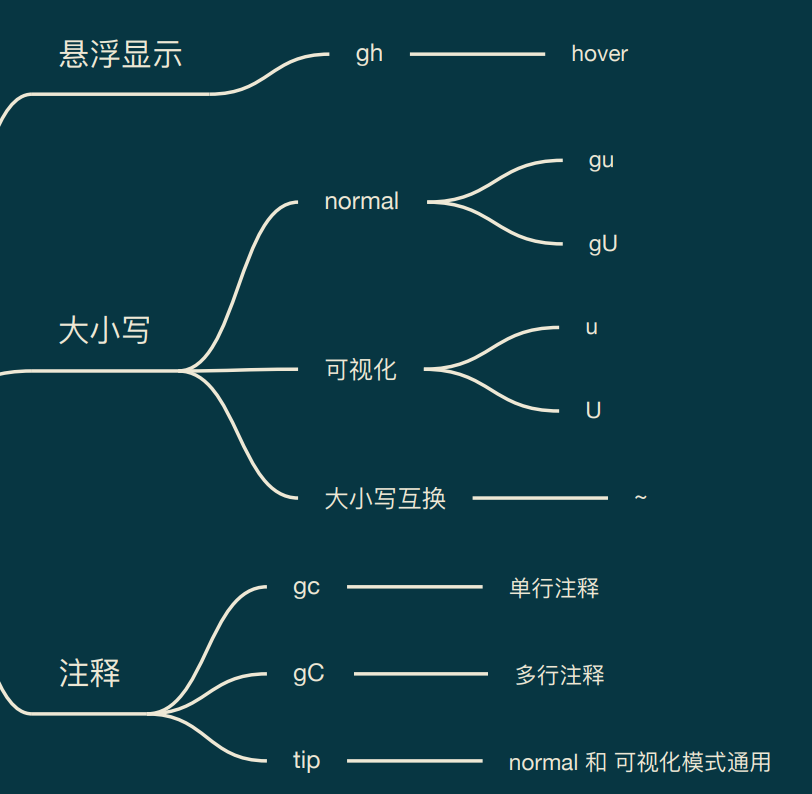 悬浮显示
gh
hover
大小写
normal
gu
gU
可视化
u
U
大小写互换
~
注释
gc
单行注释
gC
多行注释
tip
normal 和 可视化模式通用